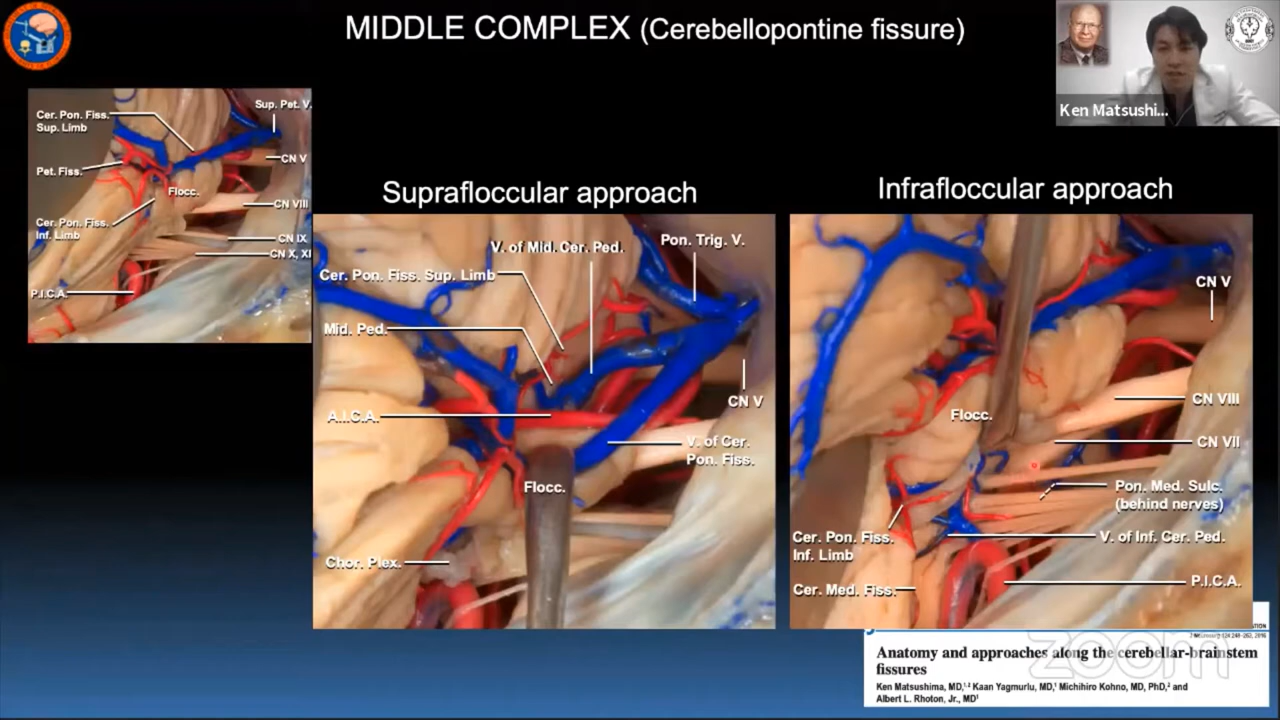 MIDDLE COMPLEX (Cerebellopontine fissure)
Ken Matsushi...
Cer. Pon. Fiss.
Sup. Limb
Sup. Pet. V.
CN V
Pet. Fiss.
Flocc.
CN VIII
Cer. Pon. Fiss.
Inf. Limb
CN IX
CN X, XI
P.I.C.A.
Suprafloccular approach
V. of Mid. Cer. Ped.
Pon. Trig. V.
Cer. Pon. Fiss. Sup. Limb
Mid. Ped.
CN V
A.I.C.A.
V. of Cer.
Pon. Fiss.
Flocc.
Chor. Plex.
Infrafloccular approach
CN V
CN VIII
Flocc.
CN VII
Pon. Med. Sulc.
(behind nerves)
Cer. Pon. Fiss.
Inf. Limb
V. of Inf. Cer. Ped.
P.I.C.A.
Cer. Med. Fiss.
Anatomy and approaches along the cerebellar-brainstem
fissures
Ken Matsushima, MD,1,2 Kaan Yagmurlu, MD,1 Michihiro Kohno, MD, PhD,2 and
Albert L. Rhoton, Jr., MD1
zoom